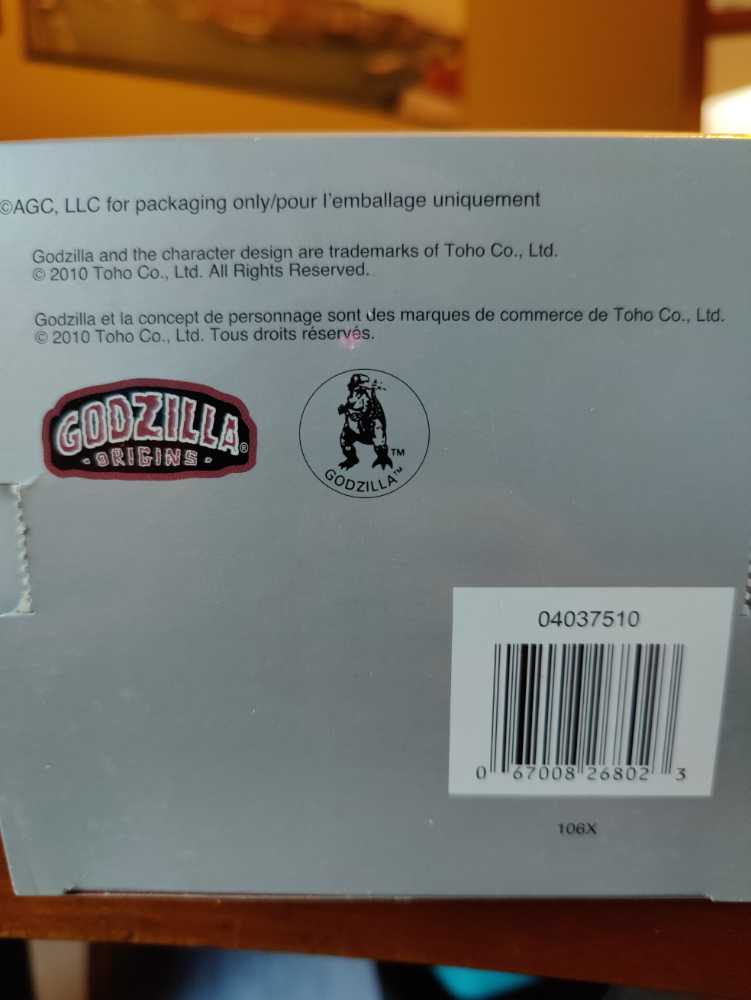 ©AGC, LLC for packaging only/pour l'emballage uniquement
Godzilla and the character design are trademarks of Toho Co., Ltd.
© 2010 Toho Co., Ltd. All Rights Reserved.
Godzilla et la concept de personnage sont des marques de commerce de Toho Co., Ltd.
© 2010 Toho Co., Ltd. Tous droits réservés.
GODZILLA®
·ORIGINS·
TM
GODZILLA™
04037510
0 67008 26802 3
106X